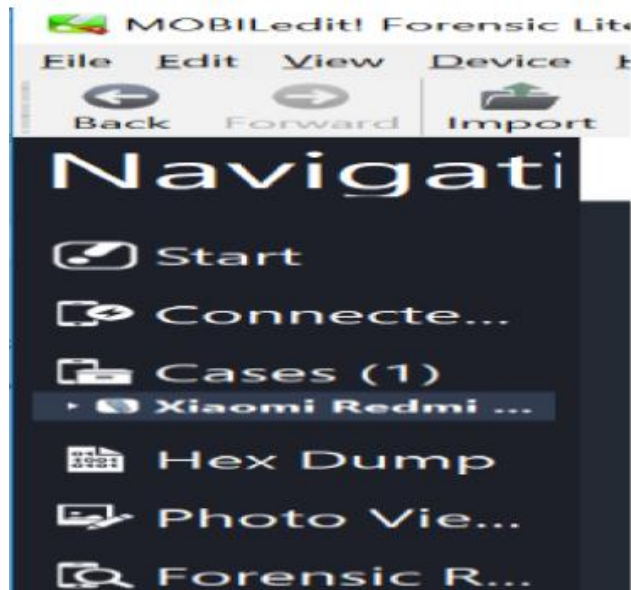 MOBILedit! Forensic Lite
File Edit View Device
Back Forward Import
Navigati
Start
Connecte...
Cases (1)
Xiaomi Redmi ...
Hex Dump
Photo Vie...
Forensic R...